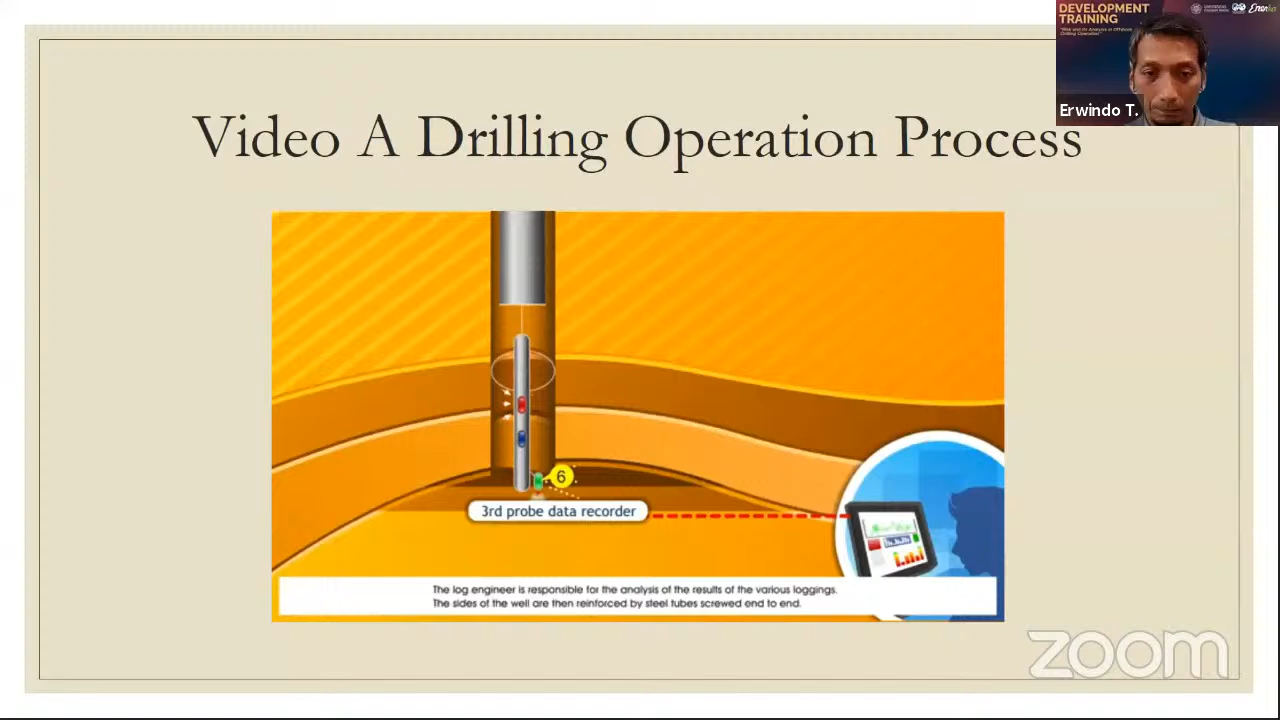 DEVELOPMENT
TRAINING
Erwindo T.
Video A Drilling Operation Process
6
3rd probe data recorder
The log engineer is responsible for the analysis of the results of the various loggings.
The sides of the well are then reinforced by steel tubes screwed end to end.
zoom